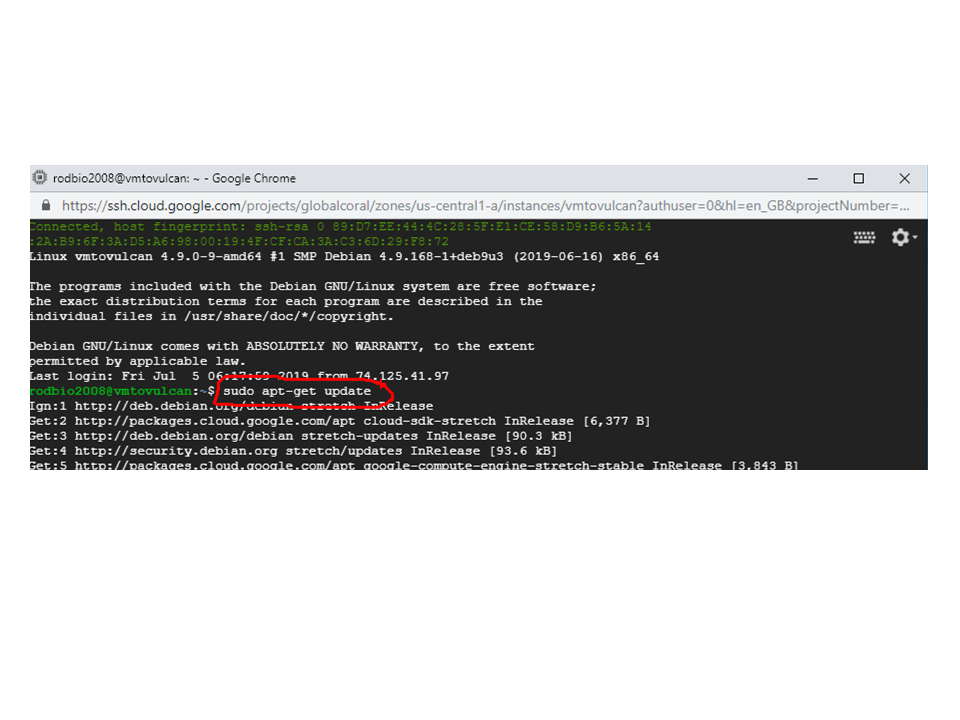 rodbio2008@vmtovulcan: ~ - Google Chrome
https://ssh.cloud.google.com/projects/globalcoral/zones/us-central1-a/instances/vmtovulcan?authuser=0&hl=en_GB&projectNumber=...
Connected, host fingerprint: ssh-rsa 0 89:D7:EE:44:4C:28:5F:E1:CE:58:D9:B6:5A:14
:2A:B9:6F:3A:D5:A6:98:00:19:4F:CF:CA:3A:C3:6D:29:F8:72
Linux vmtovulcan 4.9.0-9-amd64 #1 SMP Debian 4.9.168-1+deb9u3 (2019-06-16) x86_64
The programs included with the Debian GNU/Linux system are free software;
the exact distribution terms for each program are described in the
individual files in /usr/share/doc/*/copyright.
Debian GNU/Linux comes with ABSOLUTELY NO WARRANTY, to the extent
permitted by applicable law.
Last login: Fri Jul  5 06:17:59 2019 from 74.125.41.97
rodbio2008@vmtovulcan:~$ sudo apt-get update
Ign:1 http://deb.debian.org/debian stretch InRelease
Get:2 http://packages.cloud.google.com/apt cloud-sdk-stretch InRelease [6,377 B]
Get:3 http://deb.debian.org/debian stretch-updates InRelease [90.3 kB]
Get:4 http://security.debian.org stretch/updates InRelease [93.6 kB]
Get:5 http://packages.cloud.google.com/apt google-compute-engine-stretch-stable InRelease [3,843 B]